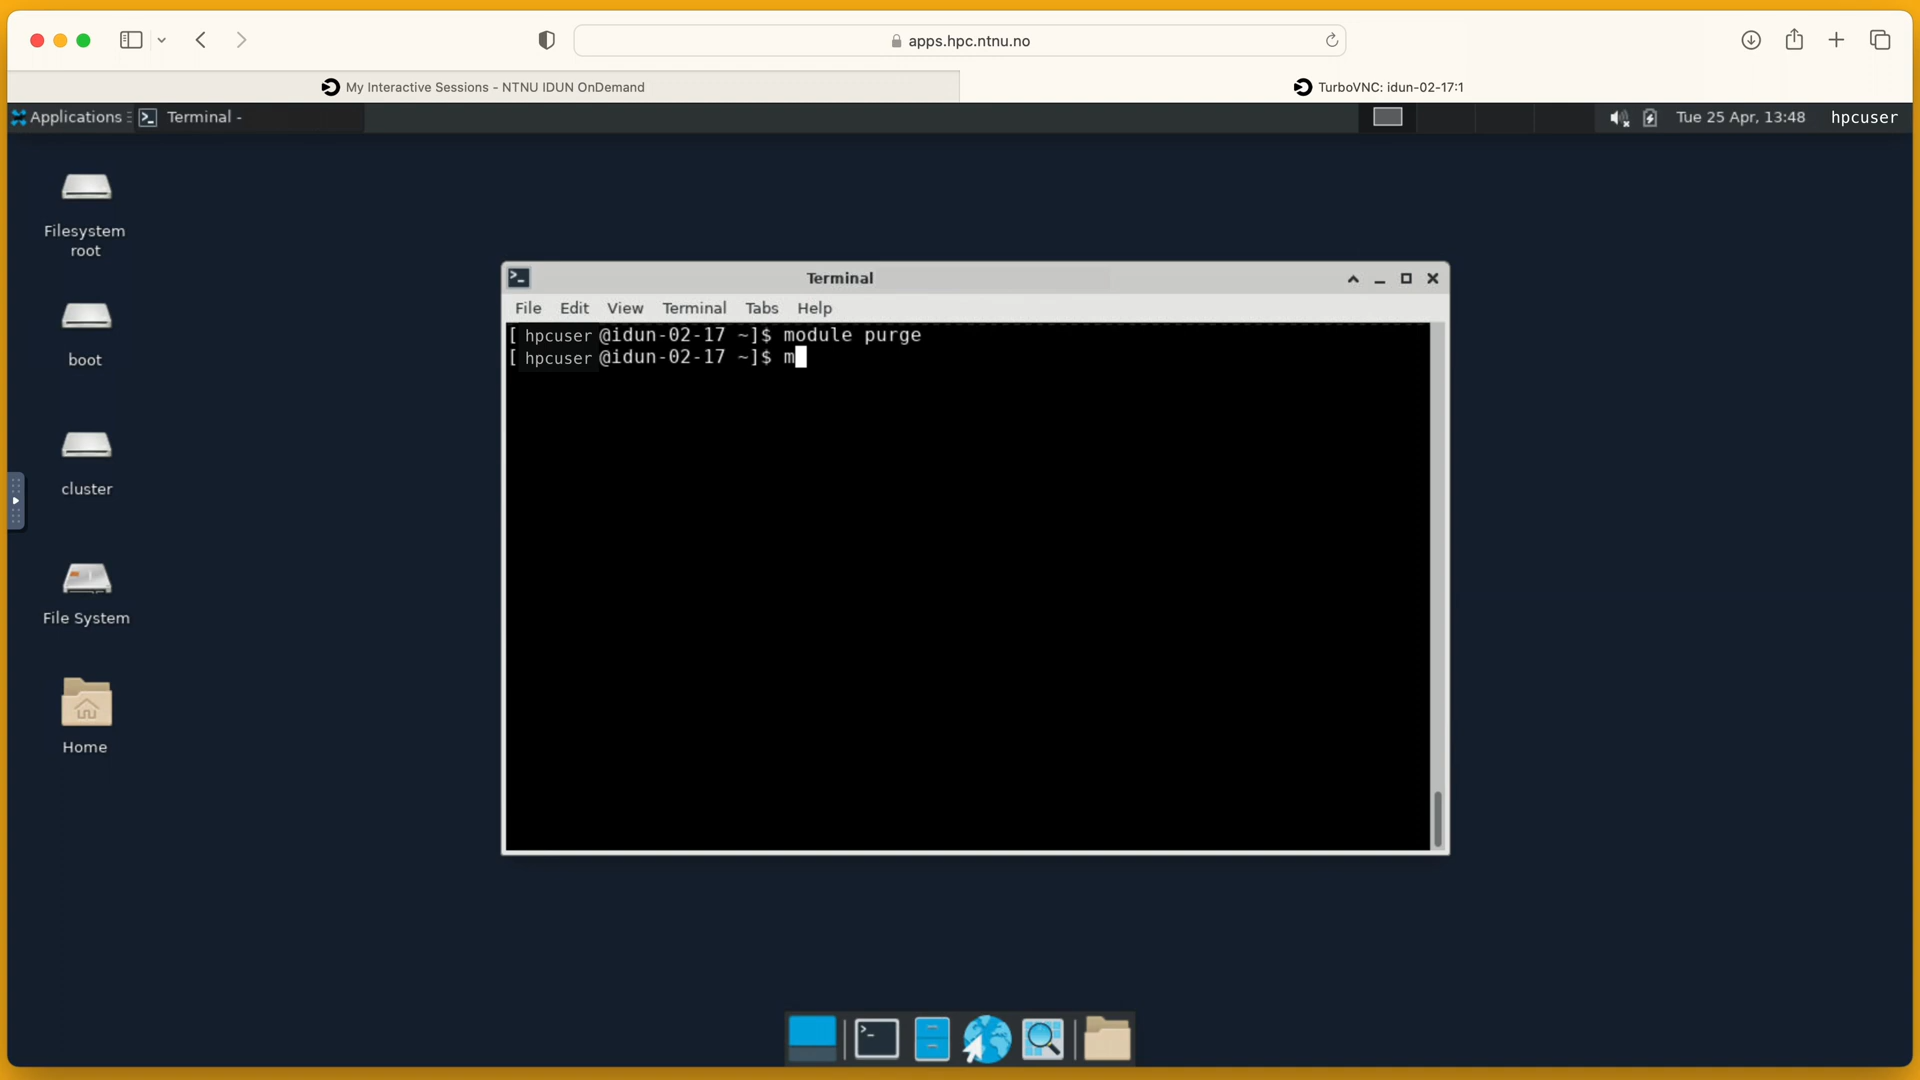 apps.hpc.ntnu.no
My Interactive Sessions - NTNU IDUN OnDemand
TurboVNC: idun-02-17:1
Applications
Terminal -
Tue 25 Apr, 13:48
hpcuser
Filesystem
root
boot
cluster
File System
Home
Terminal
File Edit View Terminal Tabs Help
[ hpcuser @idun-02-17 ~]$ module purge
[ hpcuser @idun-02-17 ~]$ m